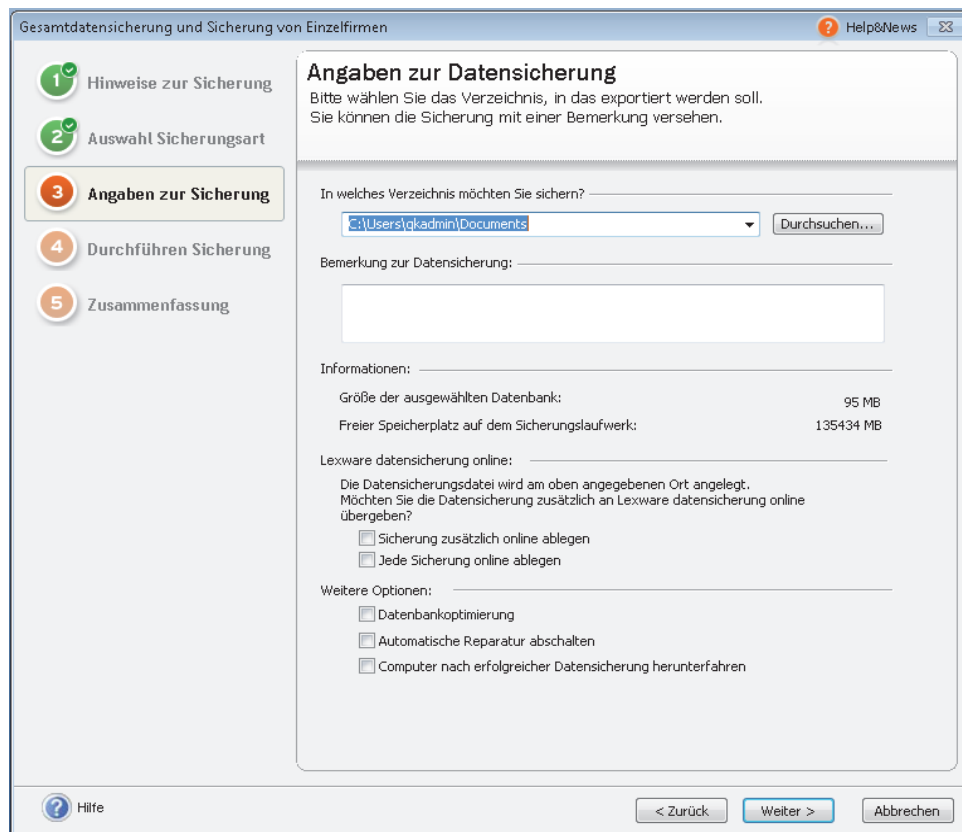 Gesamtdatensicherung und Sicherung von Einzelfirmen
? Help&News
1 Hinweise zur Sicherung
2 Auswahl Sicherungsart
3 Angaben zur Sicherung
4 Durchführen Sicherung
5 Zusammenfassung
Angaben zur Datensicherung
Bitte wählen Sie das Verzeichnis, in das exportiert werden soll.
Sie können die Sicherung mit einer Bemerkung versehen.
In welches Verzeichnis möchten Sie sichern?
C:\Users\gkadmin\Documents
Durchsuchen...
Bemerkung zur Datensicherung:
Informationen:
Größe der ausgewählten Datenbank: 95 MB
Freier Speicherplatz auf dem Sicherungslaufwerk: 135434 MB
Lexware datensicherung online:
Die Datensicherungsdatei wird am oben angegebenen Ort angelegt.
Möchten Sie die Datensicherung zusätzlich an Lexware datensicherung online
übergeben?
Sicherung zusätzlich online ablegen
Jede Sicherung online ablegen
Weitere Optionen:
Datenbankoptimierung
Automatische Reparatur abschalten
Computer nach erfolgreicher Datensicherung herunterfahren
? Hilfe
< Zurück
Weiter >
Abbrechen